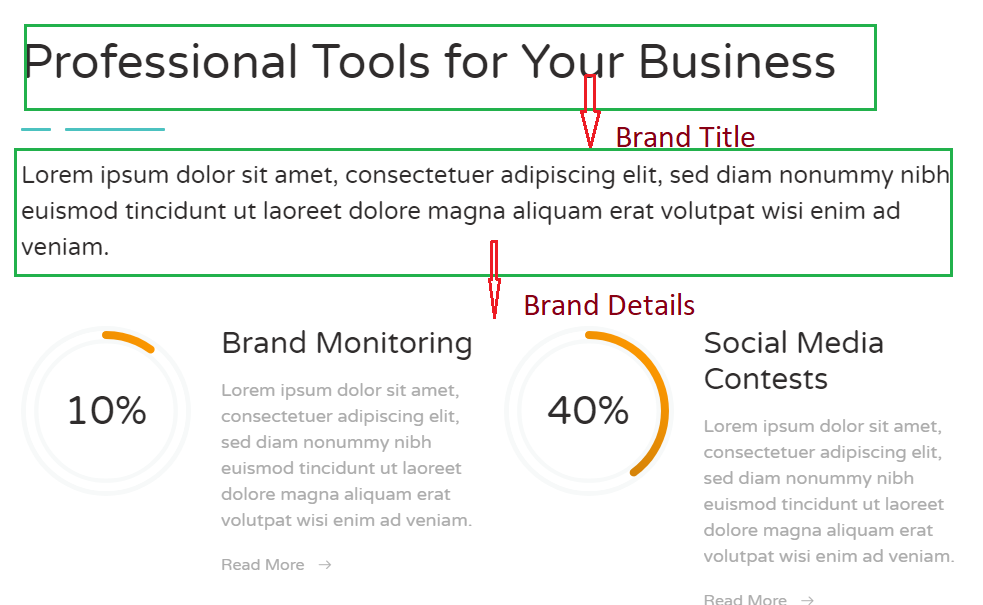 Professional Tools for Your Business
Brand Title
Lorem ipsum dolor sit amet, consectetuer adipiscing elit, sed diam nonummy nibh
euismod tincidunt ut laoreet dolore magna aliquam erat volutpat wisi enim ad
veniam.
Brand Details
10%
Brand Monitoring
Lorem ipsum dolor sit amet,
consectetuer adipiscing elit,
sed diam nonummy nibh
euismod tincidunt ut laoreet
dolore magna aliquam erat
volutpat wisi enim ad veniam.
Read More →
40%
Social Media
Contests
Lorem ipsum dolor sit amet,
consectetuer adipiscing elit,
sed diam nonummy nibh
euismod tincidunt ut laoreet
dolore magna aliquam erat
volutpat wisi enim ad veniam.
Read More →